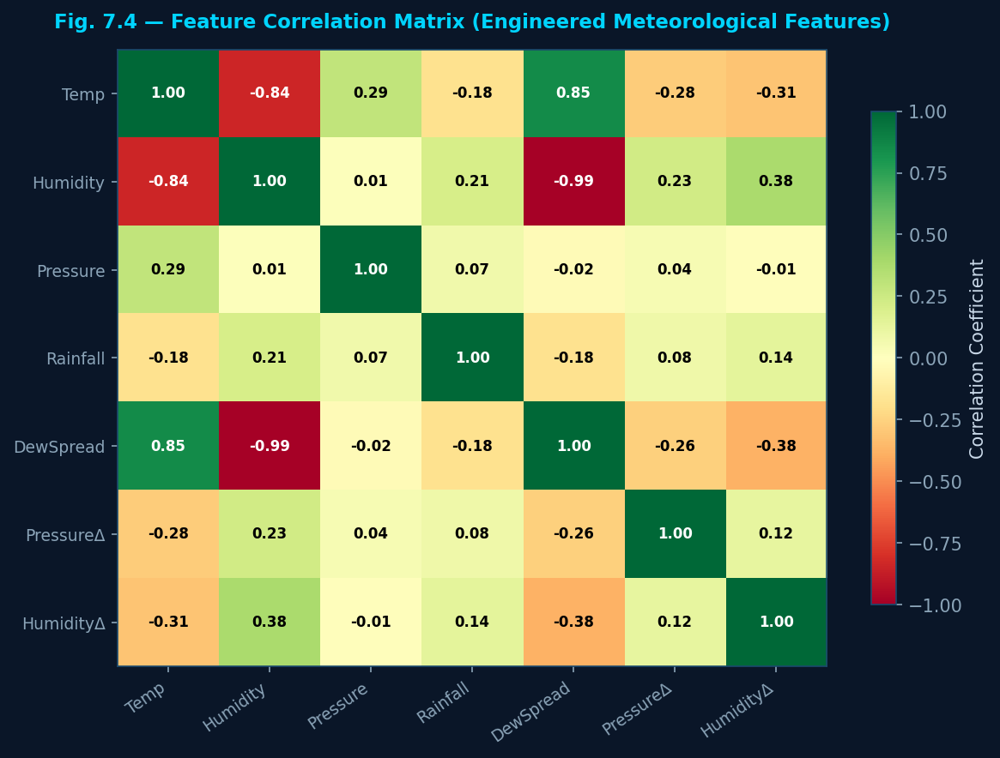 Fig. 7.4 — Feature Correlation Matrix (Engineered Meteorological Features)
Temp 1.00 -0.84 0.29 -0.18 0.85 -0.28 -0.31
Humidity -0.84 1.00 0.01 0.21 -0.99 0.23 0.38
Pressure 0.29 0.01 1.00 0.07 -0.02 0.04 -0.01
Rainfall -0.18 0.21 0.07 1.00 -0.18 0.08 0.14
DewSpread 0.85 -0.99 -0.02 -0.18 1.00 -0.26 -0.38
PressureΔ -0.28 0.23 0.04 0.08 -0.26 1.00 0.12
HumidityΔ -0.31 0.38 -0.01 0.14 -0.38 0.12 1.00
Temp Humidity Pressure Rainfall DewSpread PressureΔ HumidityΔ
1.00
0.75
0.50
0.25
0.00
−0.25
−0.50
−0.75
−1.00
Correlation Coefficient